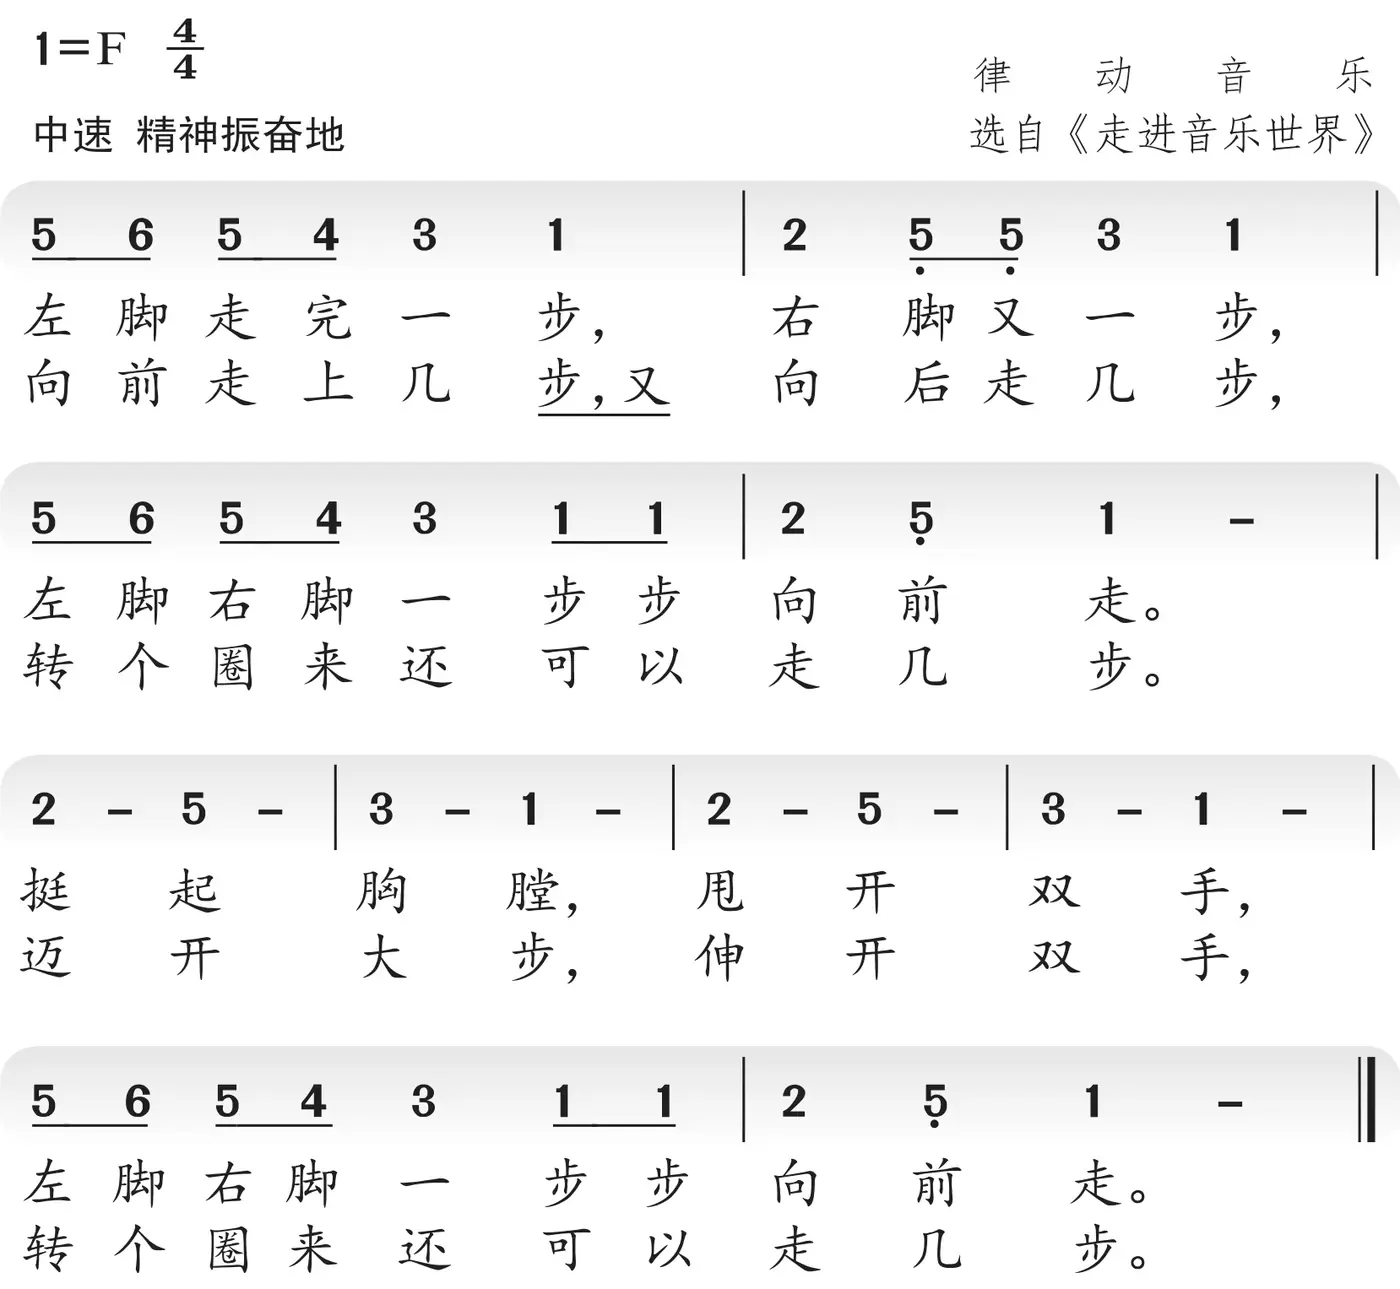 1=F 4/4
律动音乐
中速 精神振奋地
选自《走进音乐世界》
5 6 5 4 3 1 | 2 5̣ 5̣ 3 1 |
左脚走完一步，右脚又一步，
向前走上几步，又向后走几步，
5 6 5 4 3 1 1 | 2 5̣ 1 – |
左脚右脚一步步向前走。
转个圈来还可以走几步。
2 – 5 – | 3 – 1 – | 2 – 5 – | 3 – 1 – |
挺起胸膛，甩开双手，
迈开大步，伸开双手，
5 6 5 4 3 1 1 | 2 5̣ 1 – ‖
左脚右脚一步步向前走。
转个圈来还可以走几步。